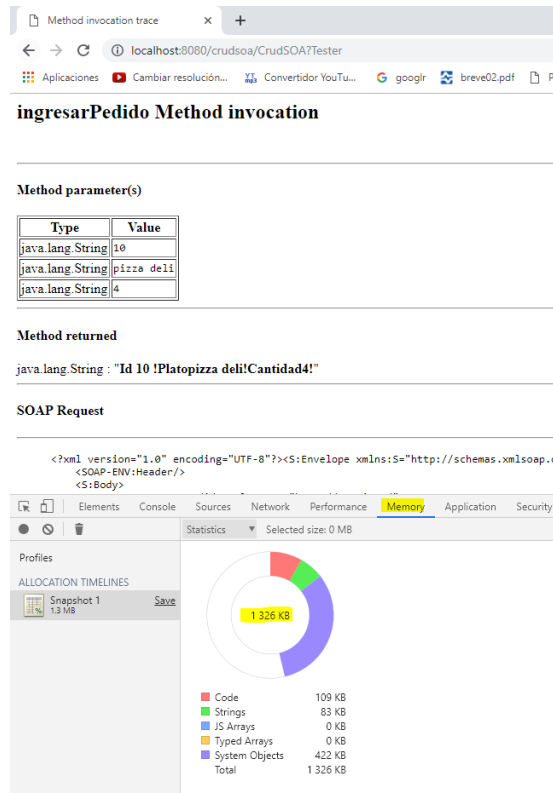 Method invocation trace
localhost:8080/crudsoa/CrudSOA?Tester
Aplicaciones Cambiar resolución... Convertidor YouTu... googlr breve02.pdf P
ingresarPedido Method invocation
Method parameter(s)
Type Value
java.lang.String 10
java.lang.String pizza deli
java.lang.String 4
Method returned
java.lang.String : "Id 10 !Platopizza deli!Cantidad4!"
SOAP Request
<?xml version="1.0" encoding="UTF-8"?><S:Envelope xmlns:S="http://schemas.xmlsoap.
<SOAP-ENV:Header/>
<S:Body>
Elements Console Sources Network Performance Memory Application Security
Statistics ▼ Selected size: 0 MB
Profiles
ALLOCATION TIMELINES
Snapshot 1 Save
1.3 MB
1 326 KB
Code 109 KB
Strings 83 KB
JS Arrays 0 KB
Typed Arrays 0 KB
System Objects 422 KB
Total 1 326 KB